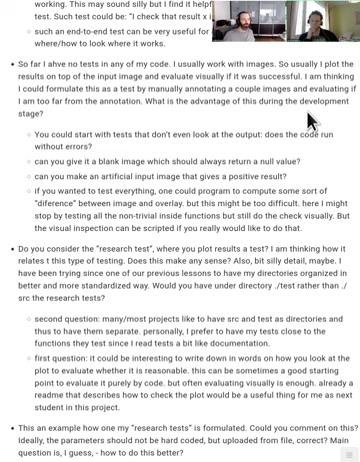 working. This may sound silly but I find it helpf
test. Such test could be: "I check that result x i
such an end-to-end test can be very useful for
where/how to look where it works.
So far I ahve no tests in any of my code. I usually work with images. So usually I plot the
results on top of the input image and evaluate visually if it was successful. I am thinking
I could formulate this as a test by manually annotating a couple images and evaluating if
I am too far from the annotation. What is the advantage of this during the development
stage?
You could start with tests that don't even look at the output: does the code run
without errors?
can you give it a blank image which should always return a null value?
can you make an artificial input image that gives a positive result?
if you wanted to test everything, one could program to compute some sort of
"diference" between image and overlay. but this might be too difficult. here I might
stop by testing all the non-trivial inside functions but still do the check visually. But
the visual inspection can be scripted if you really would like to do that.
Do you consider the "research test", where you plot results a test? I am thinking how it
relates t this type of testing. Does this make any sense? Also, bit silly detail, maybe. I
have been trying since one of our previous lessons to have my directories organized in
better and more standardized way. Would you have under directory ./test rather than ./
src the research tests?
second question: many/most projects like to have src and test as directories and
thus to have them separate. personally, I prefer to have my tests close to the
functions they test since I read tests a bit like documentation.
first question: it could be interesting to write down in words on how you look at the
plot to evaluate whether it is reasonable. this can be sometimes a good starting
point to evaluate it purely by code. but often evaluating visually is enough. already a
readme that describes how to check the plot would be a useful thing for me as next
student in this project.
This an example how one my "research tests" is formulated. Could you comment on this?
Ideally, the parameters should not be hard coded, but uploaded from file, correct? Main
question is, I guess, - how to do this better?